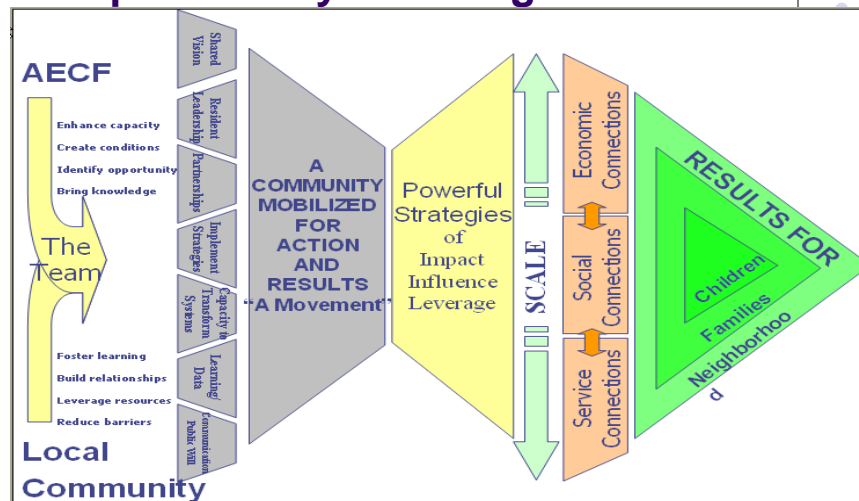 AECF
Enhance capacity
Create conditions
Identify opportunity
Bring knowledge
The
Team
Foster learning
Build relationships
Leverage resources
Reduce barriers
Local
Community
Shared
Vision
Resident
Leadership
Partnerships
Implement
Strategies
Capacity to
Transform
Systems
Learning/
Data
Communication
Public Will
A
COMMUNITY
MOBILIZED
FOR
ACTION
AND
RESULTS
“A Movement”
Powerful
Strategies
of
Impact
Influence
Leverage
SCALE
Economic
Connections
Social
Connections
Service
Connections
RESULTS FOR
Children
Families
Neighborhoo
d